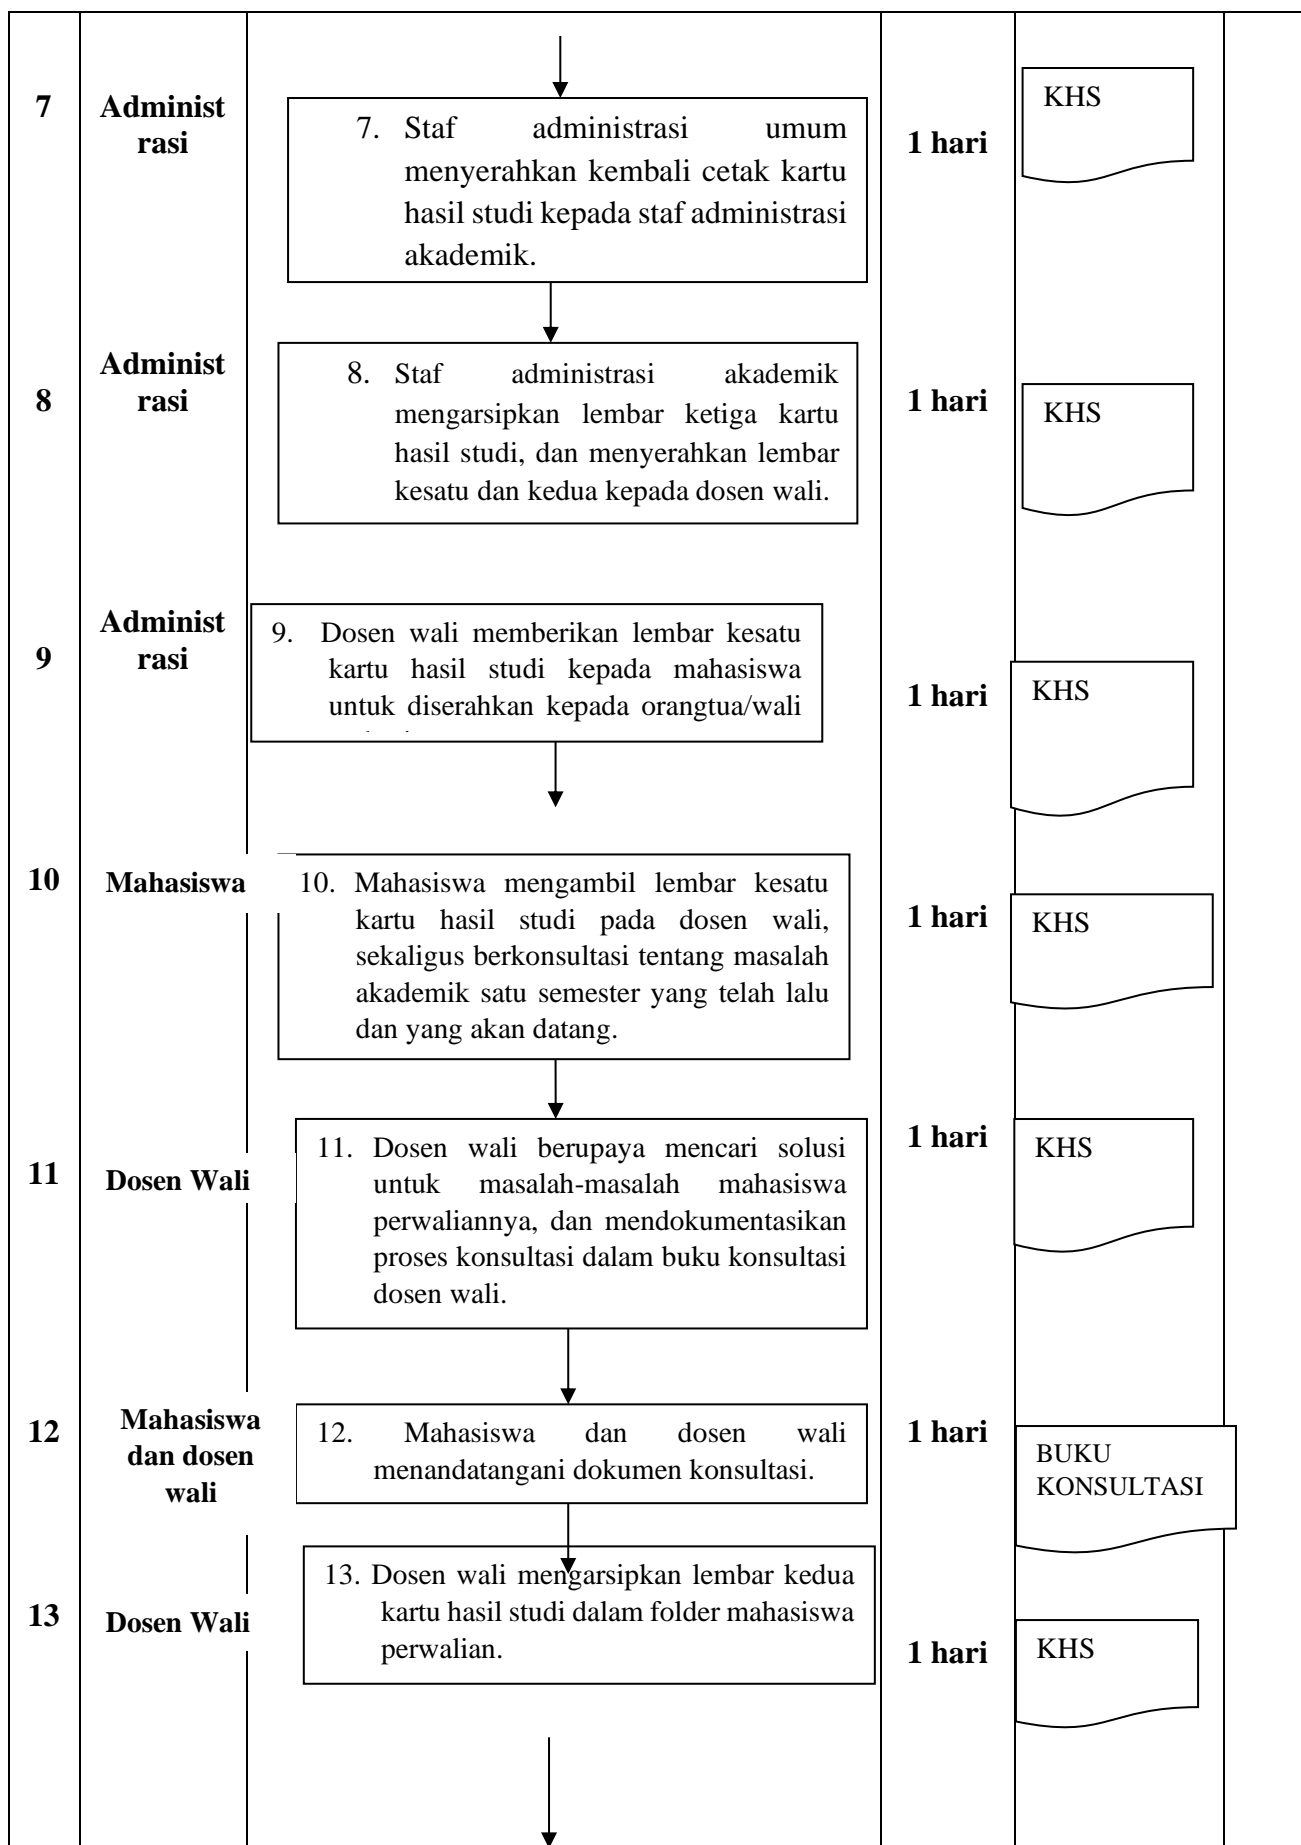 7
Administ
rasi
7. Staf administrasi umum
menyerahkan kembali cetak kartu
hasil studi kepada staf administrasi
akademik.
1 hari
KHS
8
Administ
rasi
8. Staf administrasi akademik
mengarsipkan lembar ketiga kartu
hasil studi, dan menyerahkan lembar
kesatu dan kedua kepada dosen wali.
1 hari
KHS
9
Administ
rasi
9. Dosen wali memberikan lembar kesatu
kartu hasil studi kepada mahasiswa
untuk diserahkan kepada orangtua/wali
1 hari
KHS
10
Mahasiswa
10. Mahasiswa mengambil lembar kesatu
kartu hasil studi pada dosen wali,
sekaligus berkonsultasi tentang masalah
akademik satu semester yang telah lalu
dan yang akan datang.
1 hari
KHS
11
Dosen Wali
11. Dosen wali berupaya mencari solusi
untuk masalah-masalah mahasiswa
perwaliannya, dan mendokumentasikan
proses konsultasi dalam buku konsultasi
dosen wali.
1 hari
KHS
12
Mahasiswa
dan dosen
wali
12. Mahasiswa dan dosen wali
menandatangani dokumen konsultasi.
1 hari
BUKU
KONSULTASI
13
Dosen Wali
13. Dosen wali mengarsipkan lembar kedua
kartu hasil studi dalam folder mahasiswa
perwalian.
1 hari
KHS